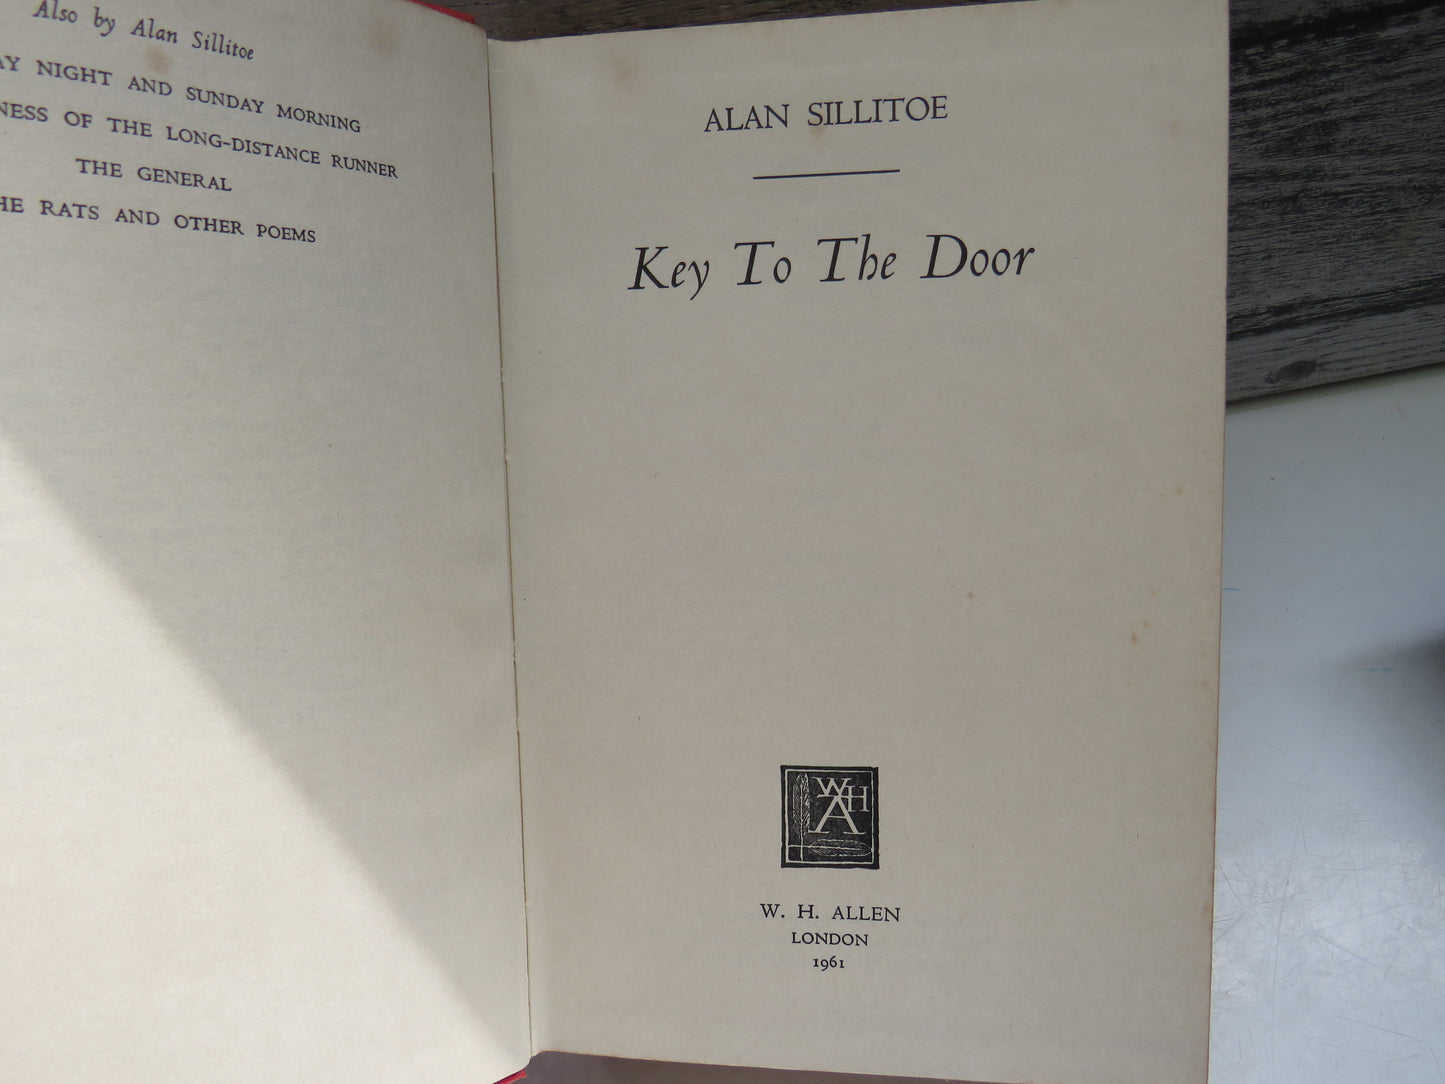 Also by Alan Sillitoe
NIGHT AND SUNDAY MORNING
OF THE LONG-DISTANCE RUNNER
THE GENERAL
RATS AND OTHER POEMS
ALAN SILLITOE
Key To The Door
WHA
W. H. ALLEN
LONDON
1961